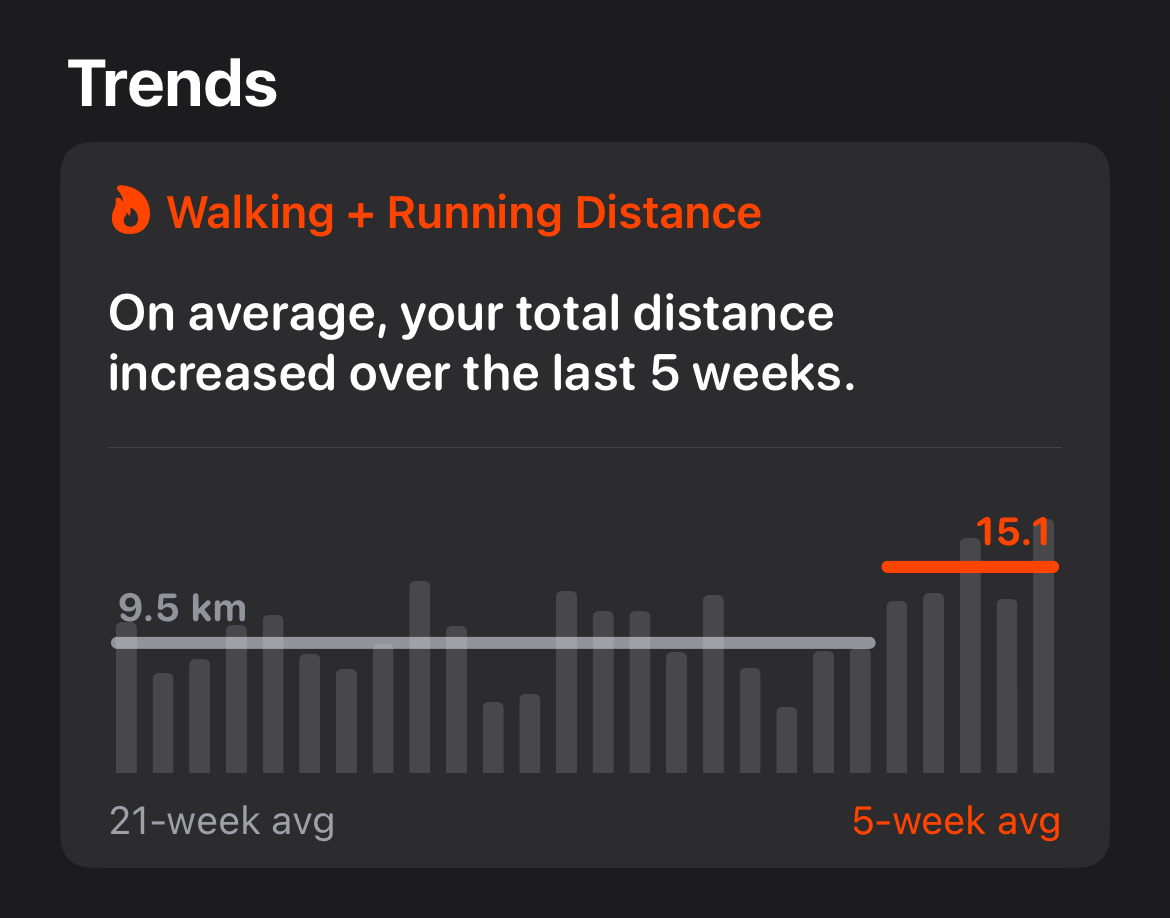 Trends
Walking + Running Distance
On average, your total distance
increased over the last 5 weeks.
15.1
9.5 km
21-week avg
5-week avg